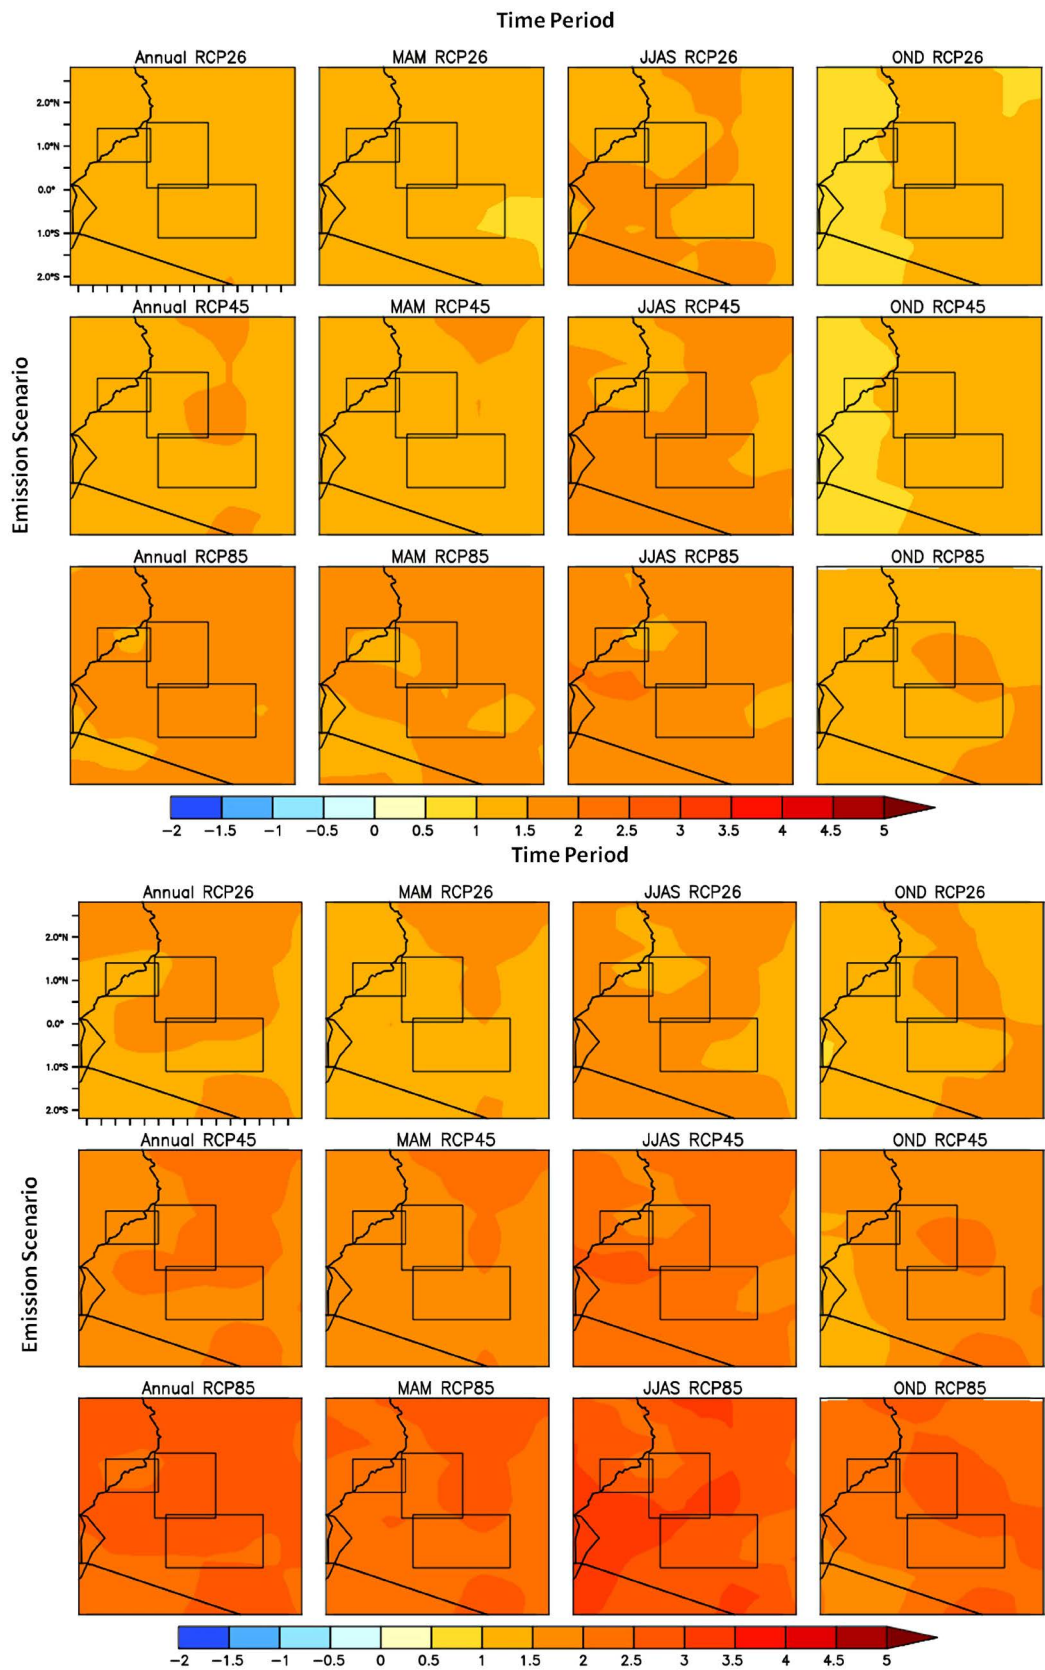 Time Period
Annual RCP26 MAM RCP26 JJAS RCP26 OND RCP26
2.0°N
1.0°N
0.0°
1.0°S
2.0°S
Annual RCP45 MAM RCP45 JJAS RCP45 OND RCP45
Emission Scenario
Annual RCP85 MAM RCP85 JJAS RCP85 OND RCP85
−2 −1.5 −1 −0.5 0 0.5 1 1.5 2 2.5 3 3.5 4 4.5 5
Time Period
Annual RCP26 MAM RCP26 JJAS RCP26 OND RCP26
2.0°N
1.0°N
0.0°
1.0°S
2.0°S
Annual RCP45 MAM RCP45 JJAS RCP45 OND RCP45
Emission Scenario
Annual RCP85 MAM RCP85 JJAS RCP85 OND RCP85
−2 −1.5 −1 −0.5 0 0.5 1 1.5 2 2.5 3 3.5 4 4.5 5